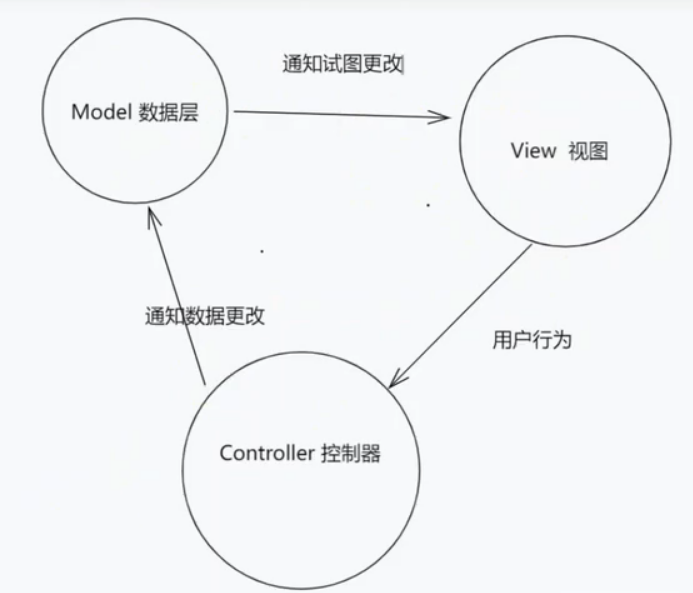 通知试图更改
Model 数据层
View 视图
通知数据更改
用户行为
Controller 控制器